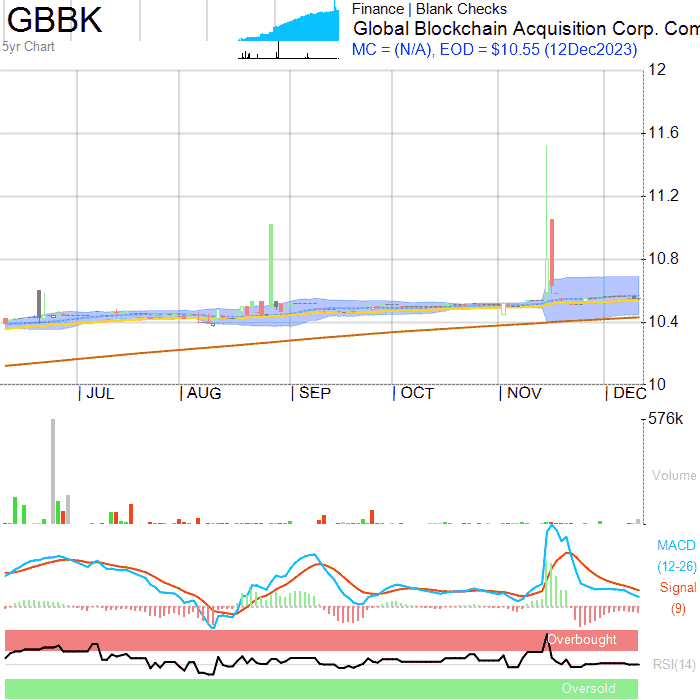 GBBK
5yr Chart
Finance | Blank Checks
Global Blockchain Acquisition Corp. Com
MC = (N/A), EOD = $10.55 (12Dec2023)
12
11.6
11.2
10.8
10.4
10
JUL AUG SEP OCT NOV DEC
576k
Volume
MACD
(12-26)
Signal
(9)
Overbought
RSI(14)
Oversold